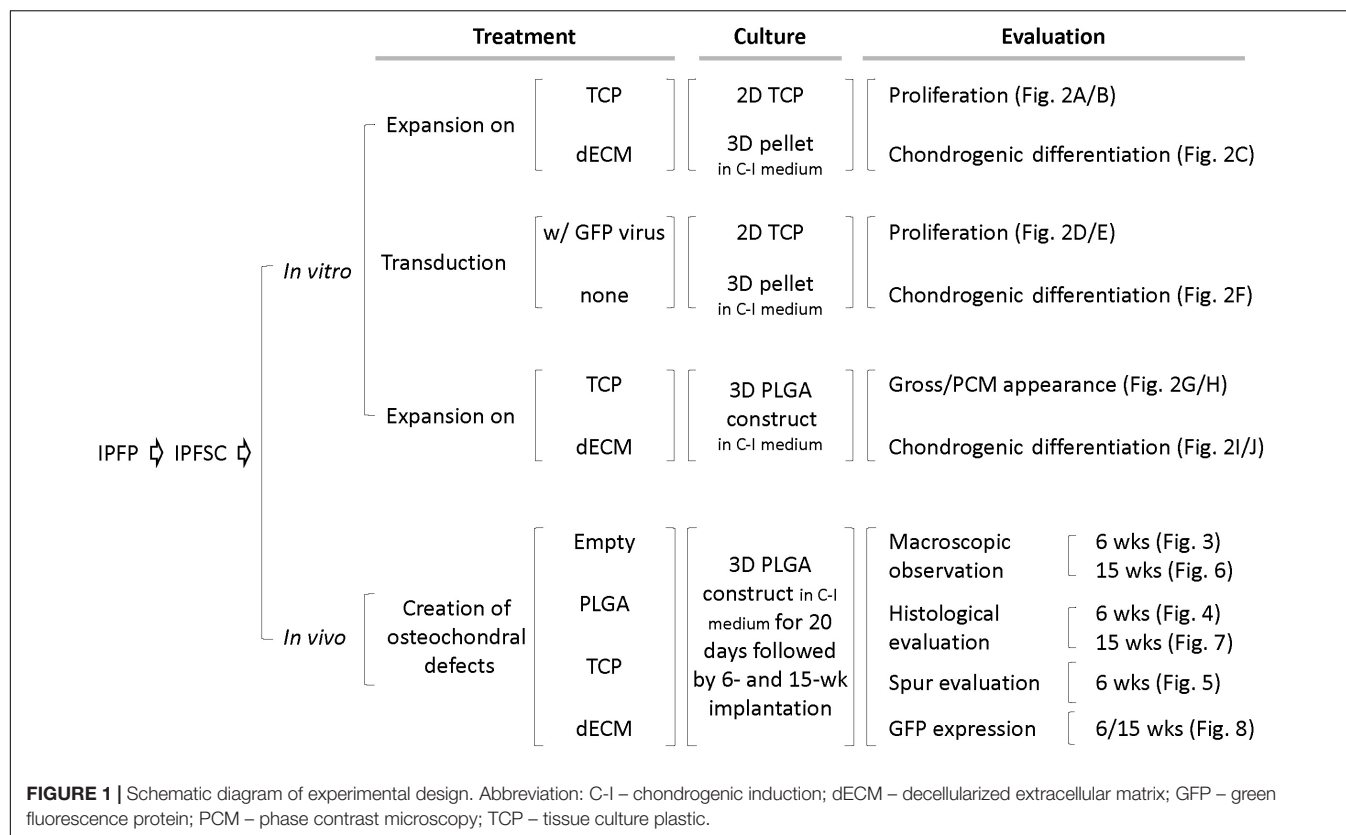 Treatment Culture Evaluation
Expansion on
TCP
dECM
2D TCP
3D pellet
in C-I medium
Proliferation (Fig. 2A/B)
Chondrogenic differentiation (Fig. 2C)
Transduction
w/ GFP virus
none
2D TCP
3D pellet
in C-I medium
Proliferation (Fig. 2D/E)
Chondrogenic differentiation (Fig. 2F)
In vitro
Expansion on
TCP
dECM
3D PLGA
construct
in C-I medium
Gross/PCM appearance (Fig. 2G/H)
Chondrogenic differentiation (Fig. 2I/J)
IPFP ⇨ IPFSC ⇨
In vivo
Creation of
osteochondral
defects
Empty
PLGA
TCP
dECM
3D PLGA
construct in C-I
medium for 20
days followed
by 6- and 15-wk
implantation
Macroscopic
observation
6 wks (Fig. 3)
15 wks (Fig. 6)
Histological
evaluation
6 wks (Fig. 4)
15 wks (Fig. 7)
Spur evaluation
6 wks (Fig. 5)
GFP expression
6/15 wks (Fig. 8)
FIGURE 1 | Schematic diagram of experimental design. Abbreviation: C-I – chondrogenic induction; dECM – decellularized extracellular matrix; GFP – green
fluorescence protein; PCM – phase contrast microscopy; TCP – tissue culture plastic.